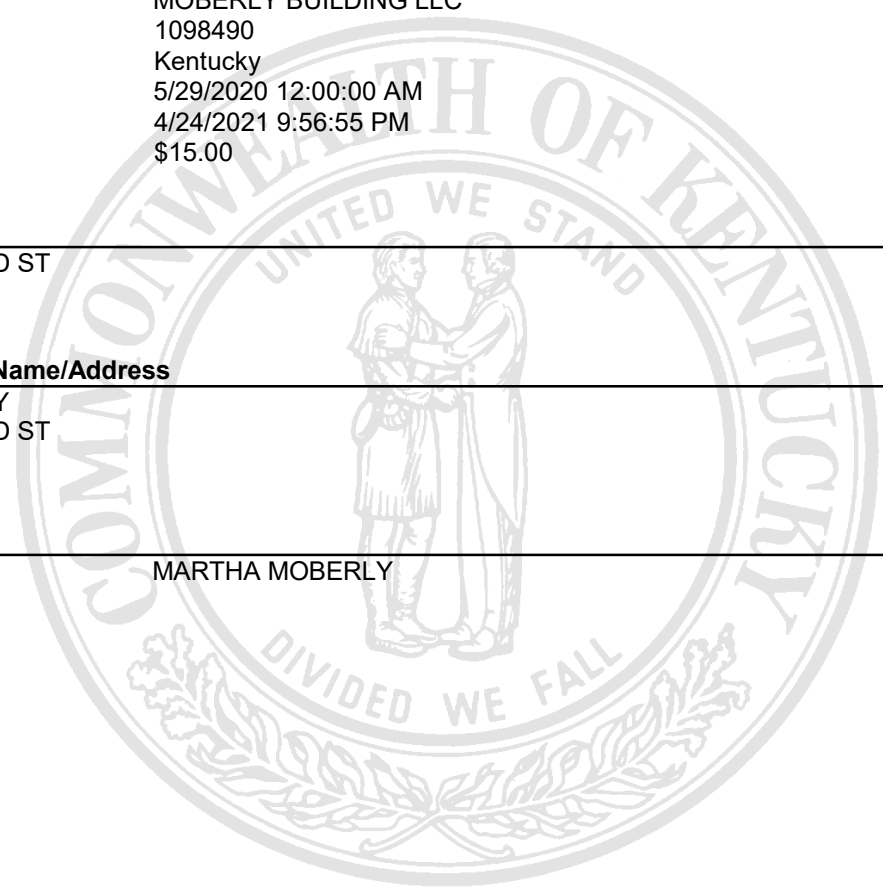 MOBERLY BUILDING LLC
1098490
Kentucky
5/29/2020 12:00:00 AM
4/24/2021 9:56:55 PM
$15.00
COMMONWEALTH OF KENTUCKY
UNITED WE STAND
ST
Name/Address
Y
ST
MARTHA MOBERLY
DIVIDED WE FALL